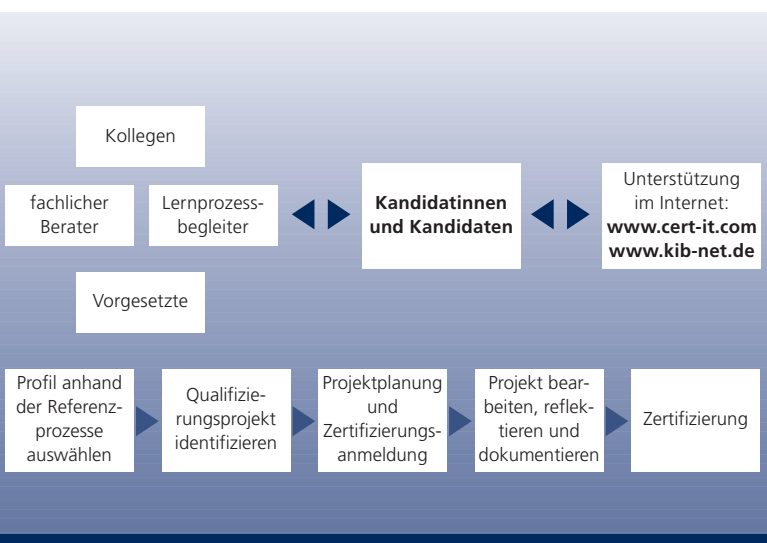 Kollegen
fachlicher
Berater
Lernprozess-
begleiter
Kandidatinnen
und Kandidaten
Unterstützung
im Internet:
www.cert-it.com
www.kib-net.de
Vorgesetzte
Profil anhand
der Referenz-
prozesse
auswählen
Qualifizie-
rungsprojekt
identifizieren
Projektplanung
und
Zertifizierungs-
anmeldung
Projekt bear-
beiten, reflek-
tieren und
dokumentieren
Zertifizierung